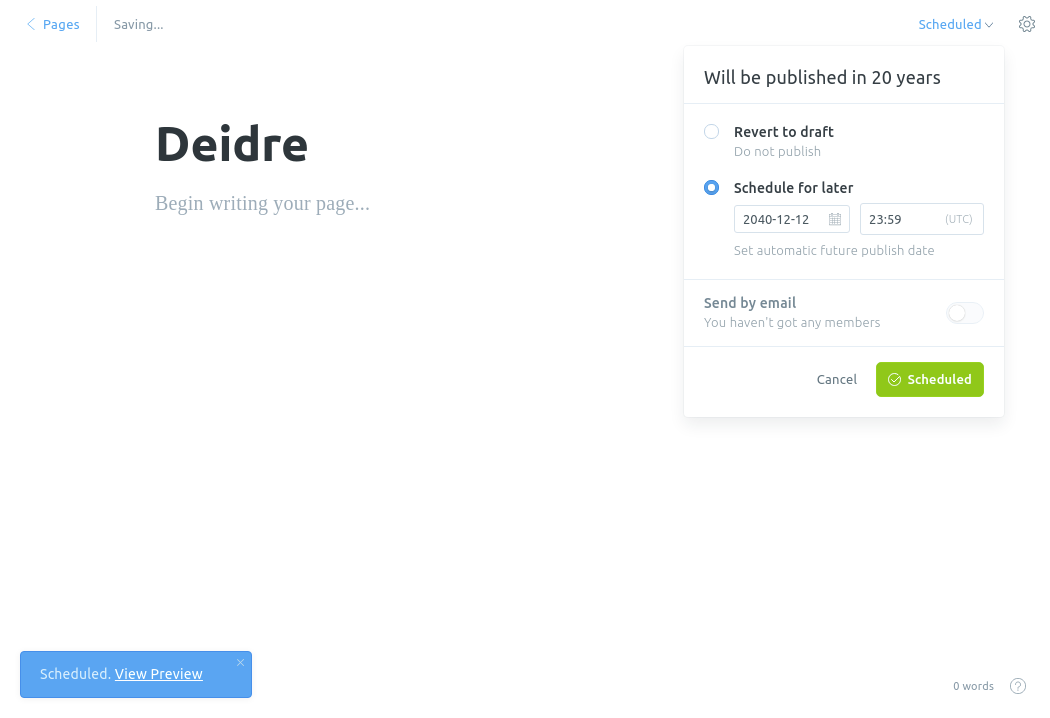 Pages
Saving...
Scheduled
Will be published in 20 years
Deidre
Begin writing your page...
Revert to draft
Do not publish
Schedule for later
2040-12-12
23:59 (UTC)
Set automatic future publish date
Send by email
You haven't got any members
Cancel
Scheduled
Scheduled. View Preview
0 words